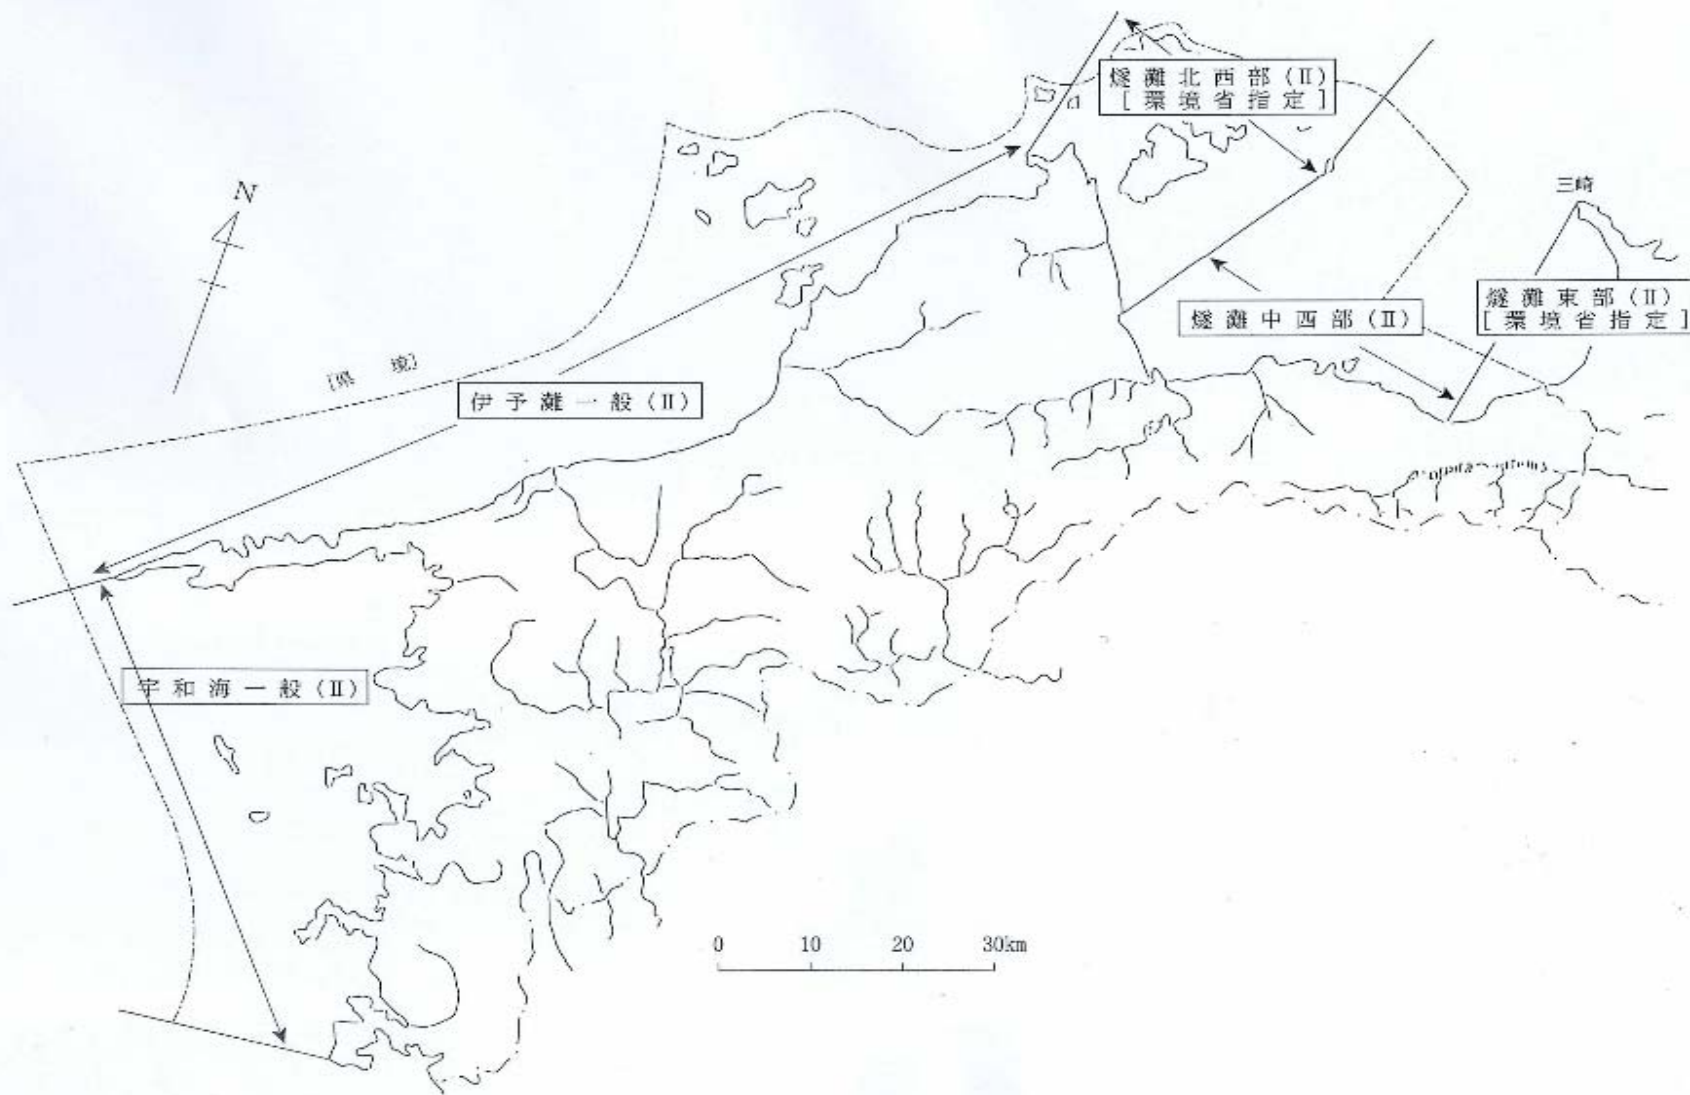 燧灘北西部(Ⅱ)
[環境省指定]
N
三崎
燧灘東部(Ⅱ)
[環境省指定]
燧灘中西部(Ⅱ)
[県境]
伊予灘一般(Ⅱ)
宇和海一般(Ⅱ)
0 10 20 30km